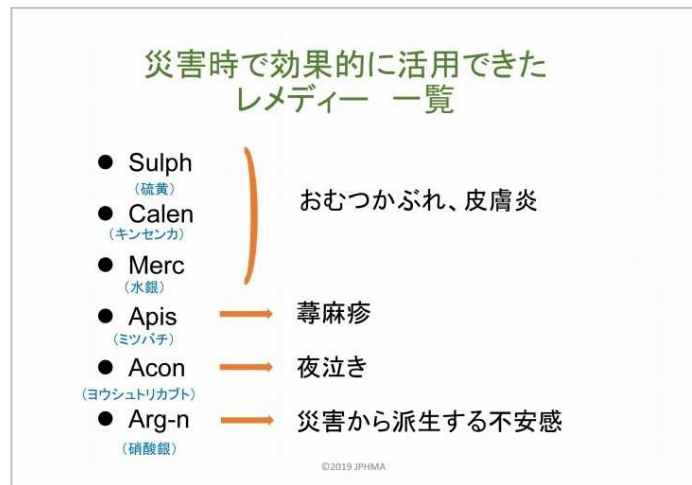 災害時で効果的に活用できた
レメディー 一覧
● Sulph
(硫黄)
● Calen
(キンセンカ)
● Merc
(水銀)
おむつかぶれ、皮膚炎
● Apis
(ミツバチ)
蕁麻疹
● Acon
(ヨウシュトリカブト)
夜泣き
● Arg-n
(硝酸銀)
災害から派生する不安感
©2019 JPHMA